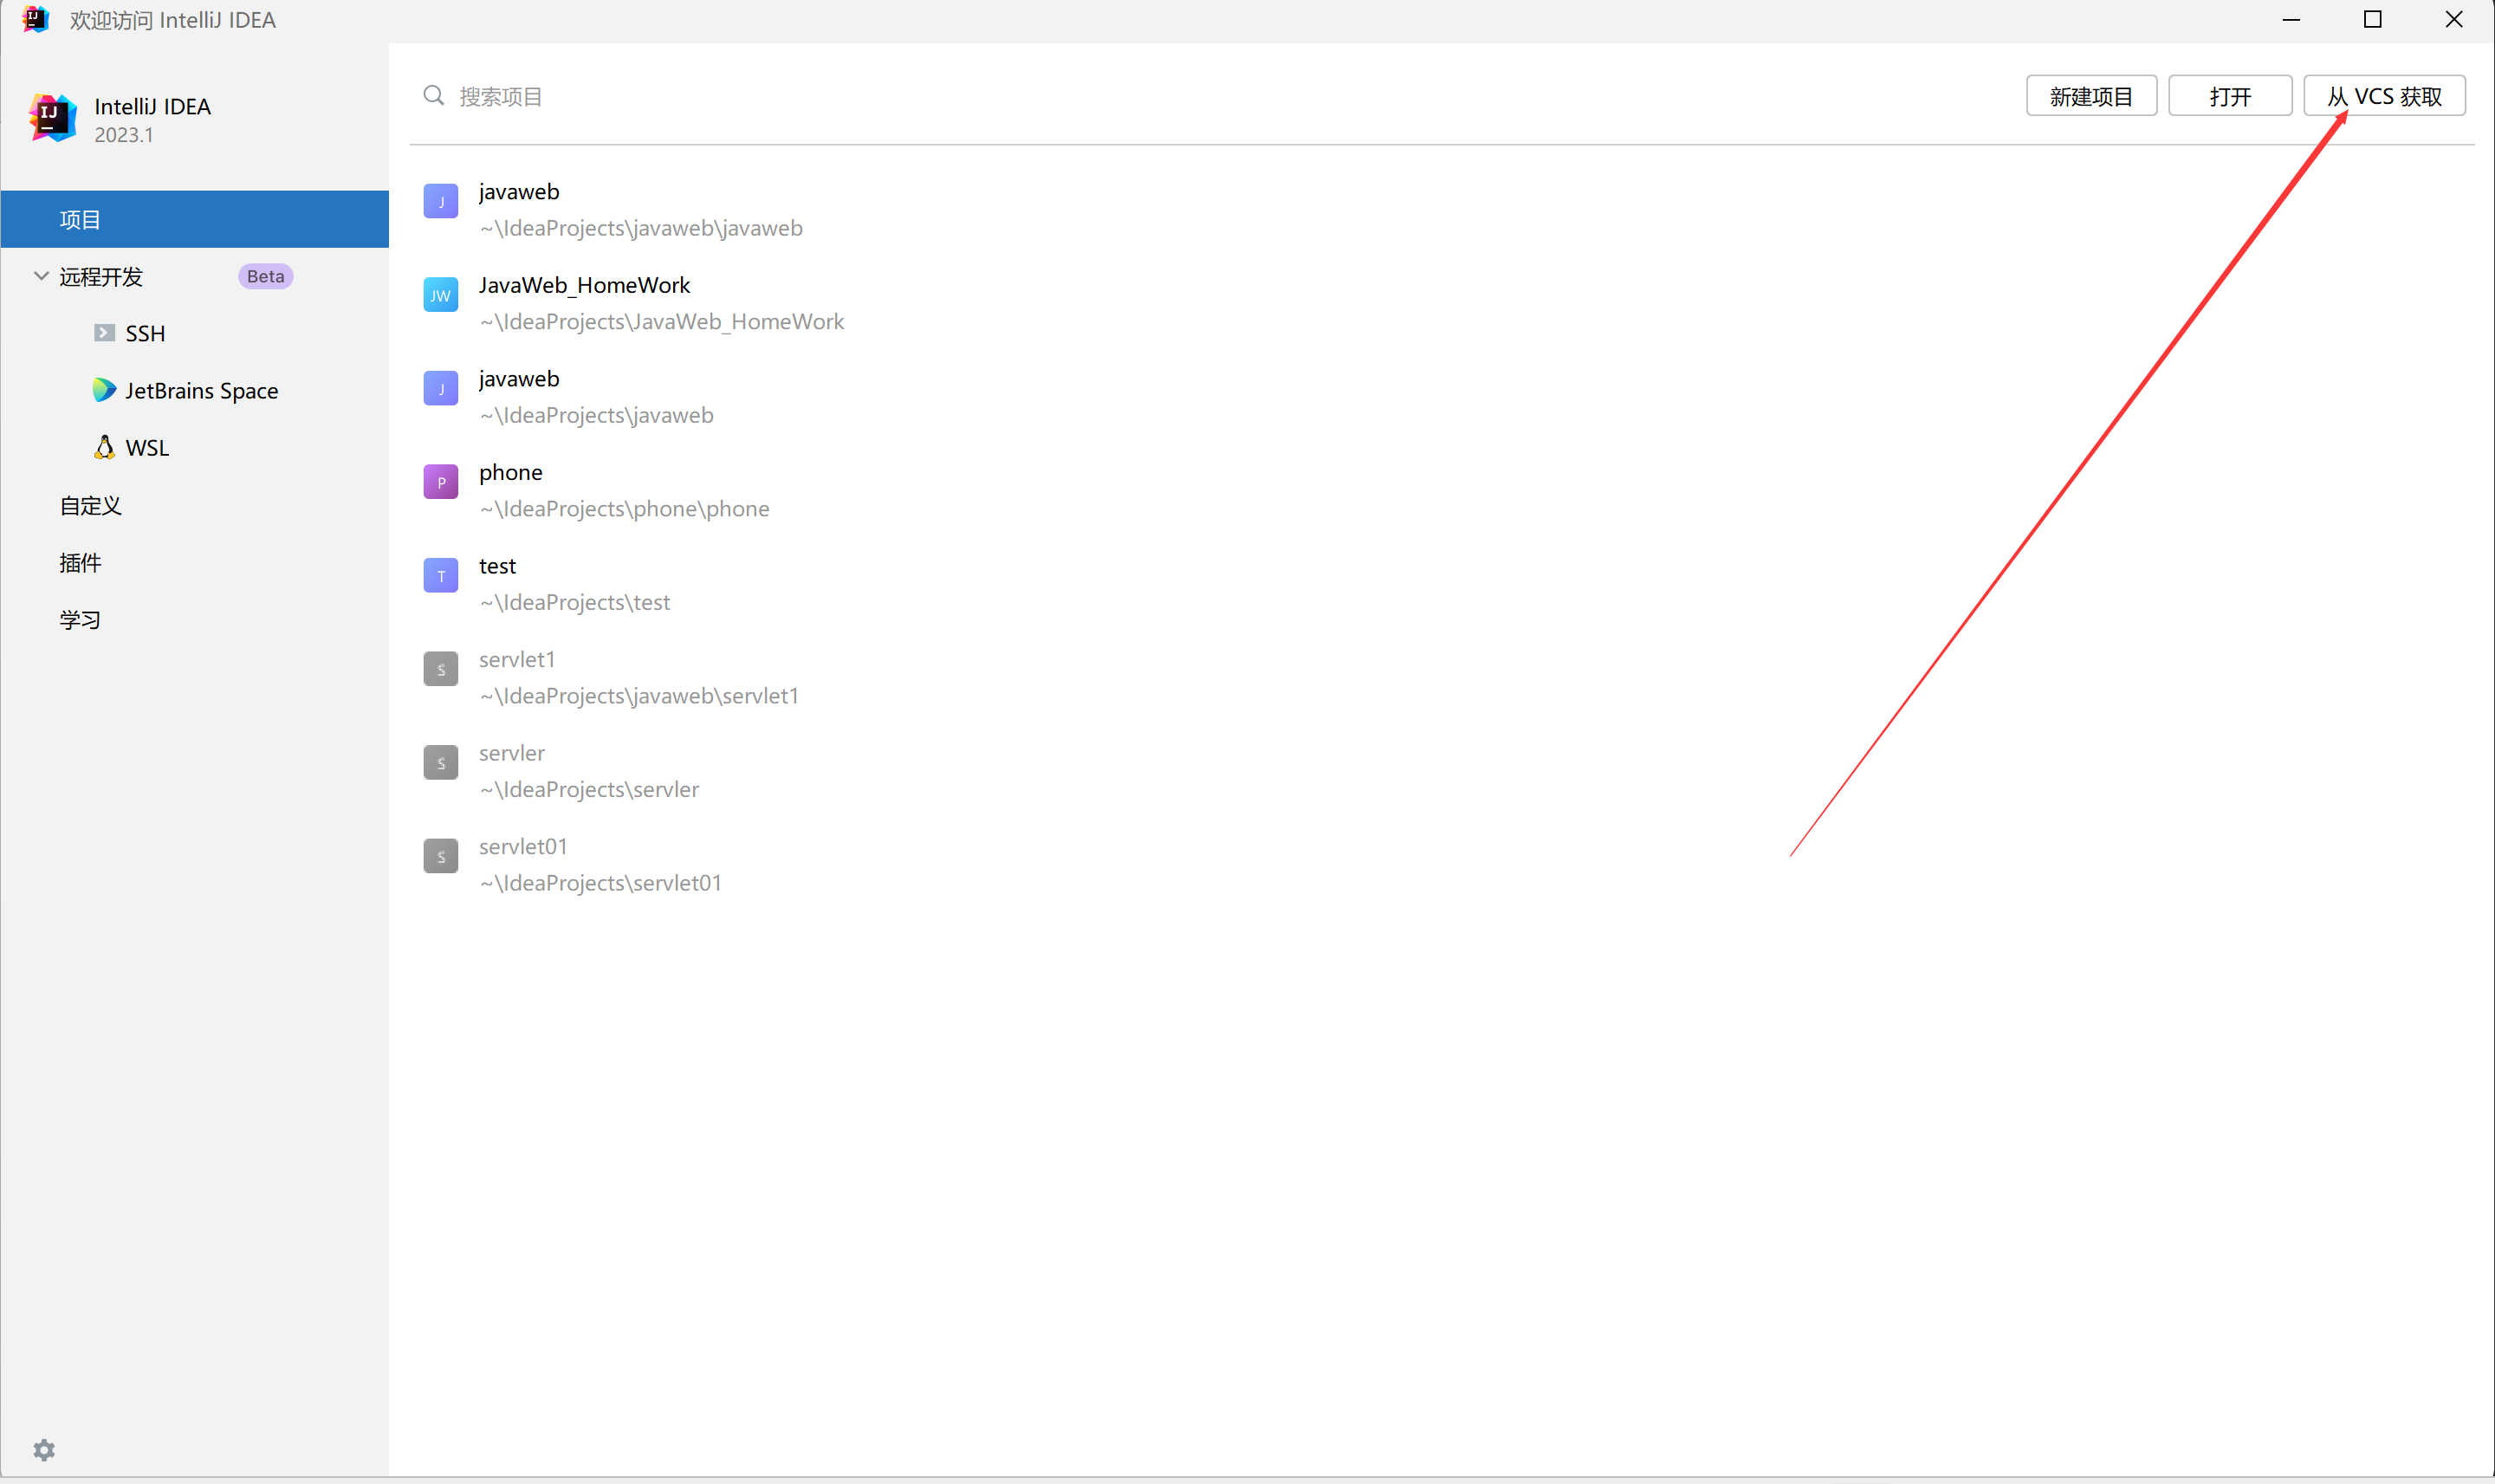 欢迎访问 IntelliJ IDEA
IntelliJ IDEA
2023.1
项目
远程开发 Beta
SSH
JetBrains Space
WSL
自定义
插件
学习
搜索项目
新建项目 打开 从 VCS 获取
J javaweb
~\IdeaProjects\javaweb\javaweb
JW JavaWeb_HomeWork
~\IdeaProjects\JavaWeb_HomeWork
J javaweb
~\IdeaProjects\javaweb
P phone
~\IdeaProjects\phone\phone
T test
~\IdeaProjects\test
S servlet1
~\IdeaProjects\javaweb\servlet1
S servler
~\IdeaProjects\servler
S servlet01
~\IdeaProjects\servlet01